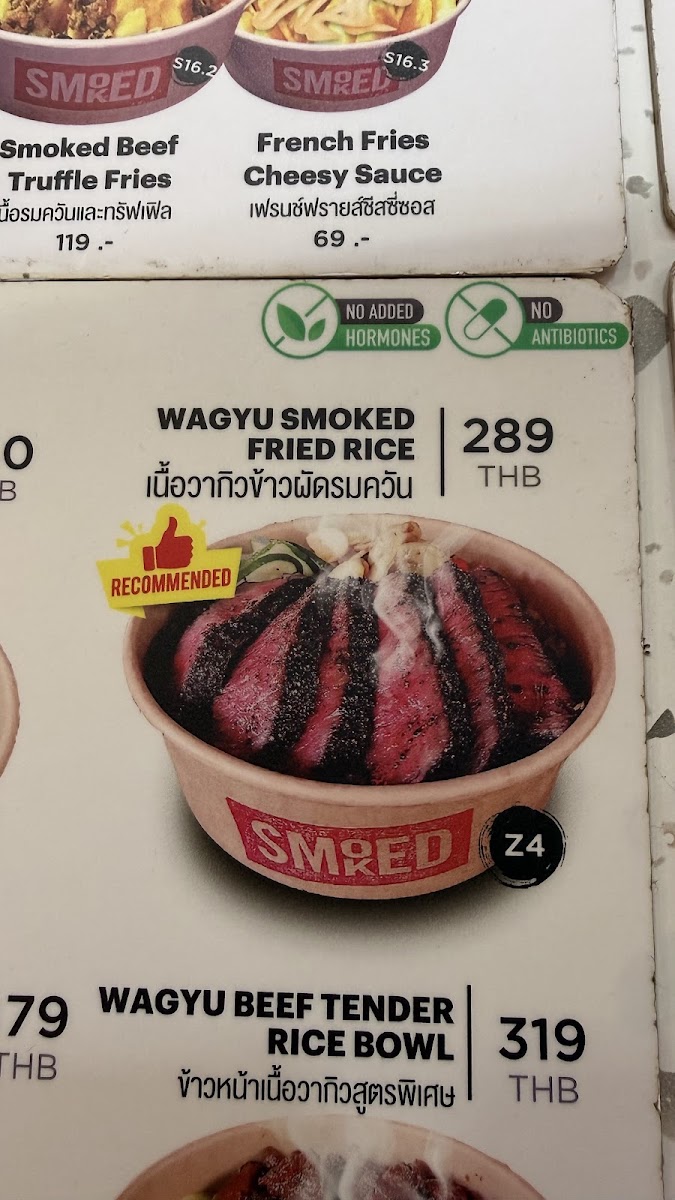 SMOKED
S16.2
SMOKED
S16.3
Smoked Beef
Truffle Fries
119 .-
French Fries
Cheesy Sauce
เฟรนช์ฟรายส์ชีสซี่ซอส
69 .-
NO ADDED
HORMONES
NO
ANTIBIOTICS
WAGYU SMOKED
FRIED RICE
เนื้อวากิวข้าวผัดรมควัน
289
THB
RECOMMENDED
SMOKED
Z4
79
THB
WAGYU BEEF TENDER
RICE BOWL
ข้าวหน้าเนื้อวากิวสูตรพิเศษ
319
THB